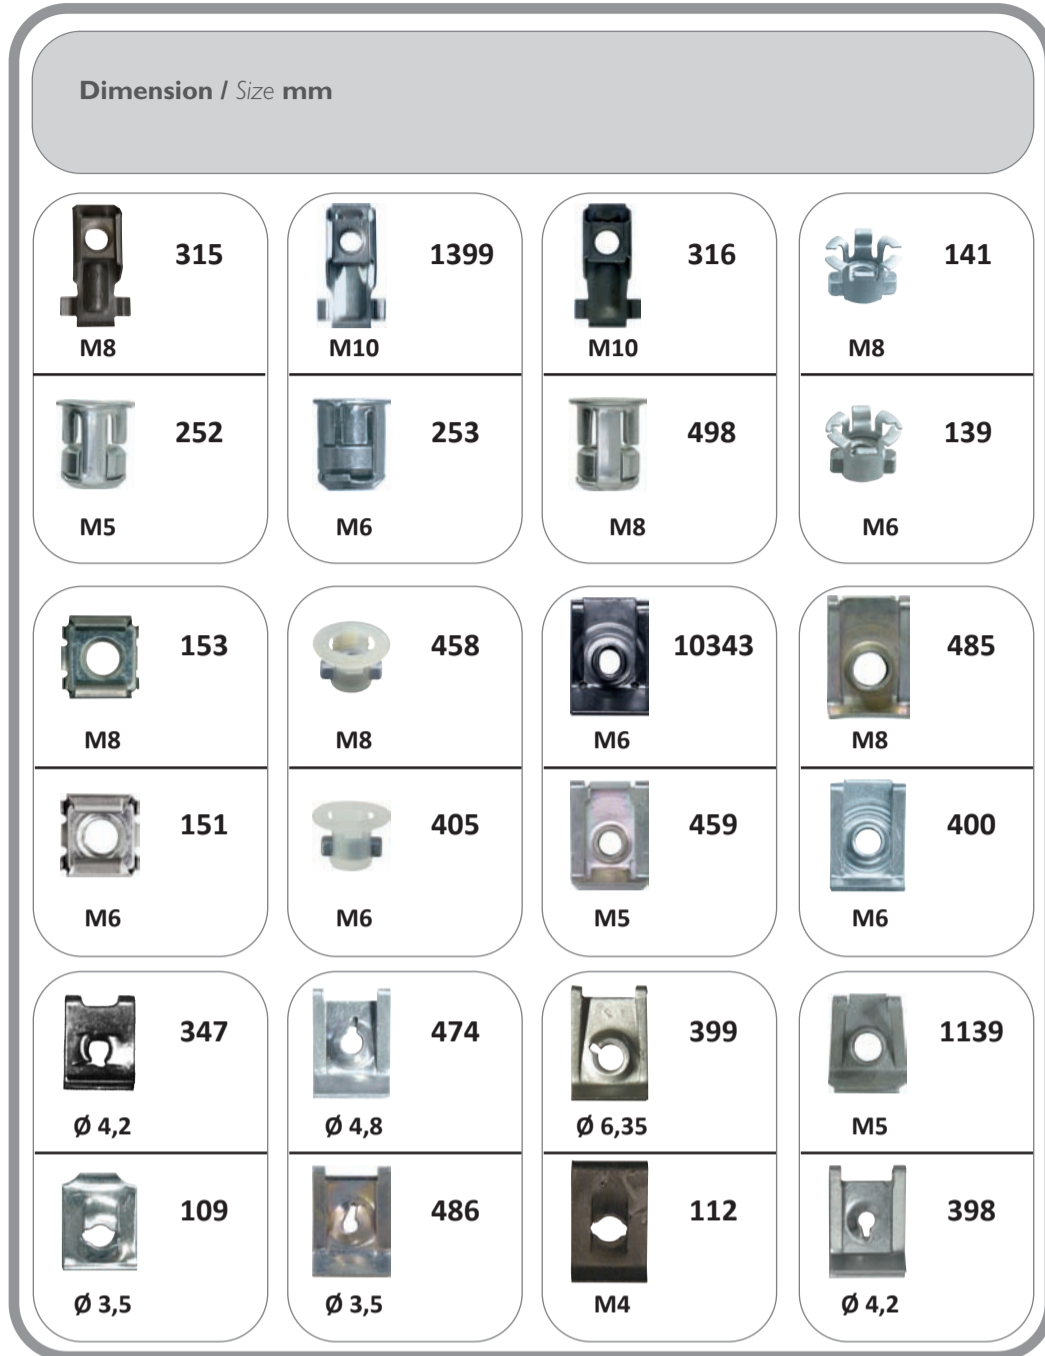 Dimension / Size mm
315
M8
1399
M10
316
M10
141
M8
252
M5
253
M6
498
M8
139
M6
153
M8
458
M8
10343
M6
485
M8
151
M6
405
M6
459
M5
400
M6
347
Ø 4,2
474
Ø 4,8
399
Ø 6,35
1139
M5
109
Ø 3,5
486
Ø 3,5
112
M4
398
Ø 4,2